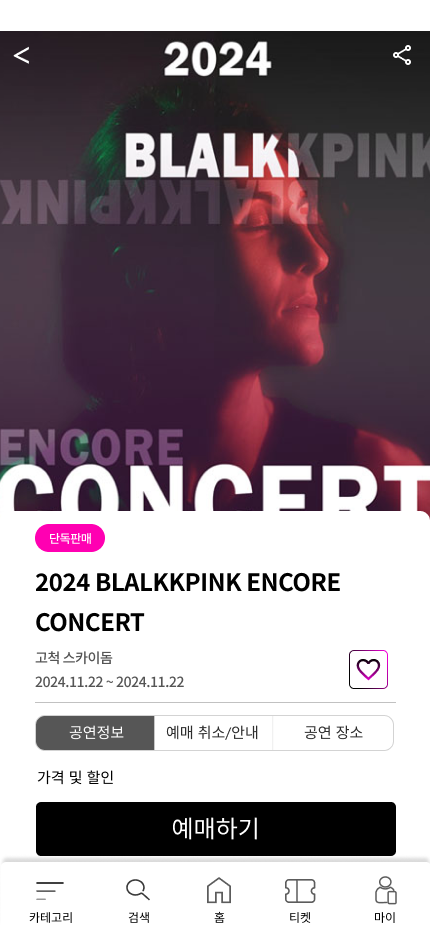 <
2024
BLALKKPINK
BLALKKPINK
ENCORE
CONCERT
단독판매
2024 BLALKKPINK ENCORE
CONCERT
고척 스카이돔
2024.11.22 ~ 2024.11.22
공연정보 예매 취소/안내 공연 장소
가격 및 할인
예매하기
카테고리 검색 홈 티켓 마이